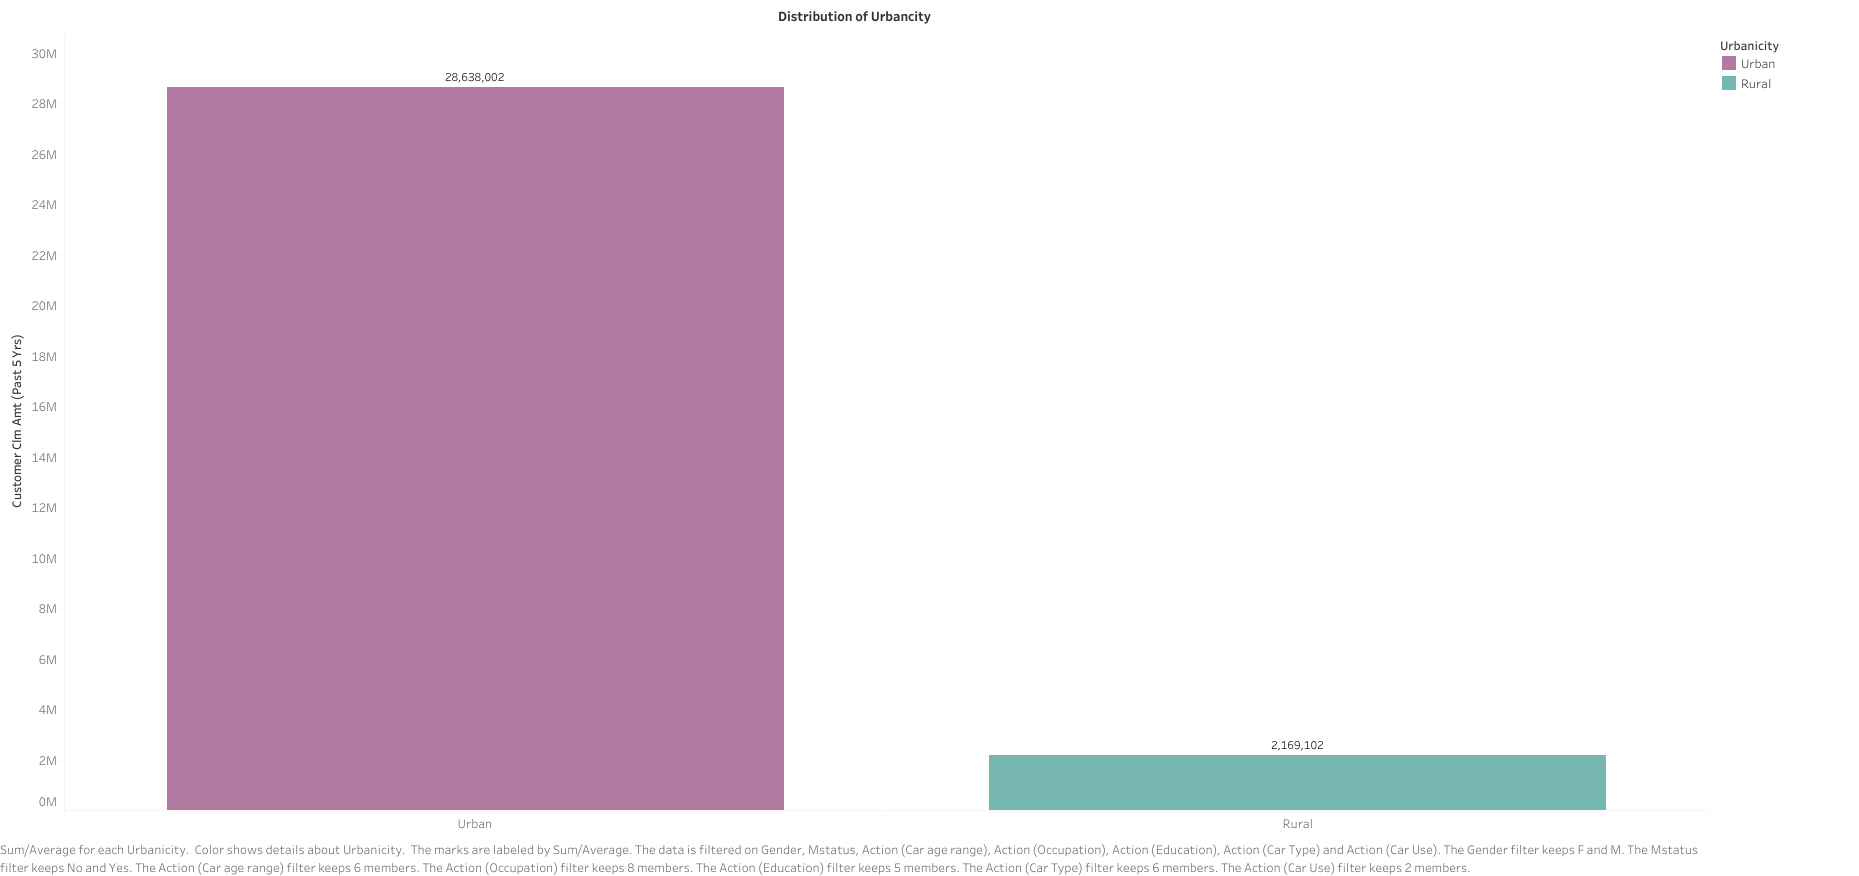 Distribution of Urbancity
Urbanicity
Urban
Rural
30M
28M
26M
24M
22M
20M
18M
16M
14M
12M
10M
8M
6M
4M
2M
0M
Customer Clm Amt (Past 5 Yrs)
28,638,002
2,169,102
Urban
Rural
Sum/Average for each Urbanicity. Color shows details about Urbanicity. The marks are labeled by Sum/Average. The data is filtered on Gender, Mstatus, Action (Car age range), Action (Occupation), Action (Education), Action (Car Type) and Action (Car Use). The Gender filter keeps F and M. The Mstatus
filter keeps No and Yes. The Action (Car age range) filter keeps 6 members. The Action (Occupation) filter keeps 8 members. The Action (Education) filter keeps 5 members. The Action (Car Type) filter keeps 6 members. The Action (Car Use) filter keeps 2 members.